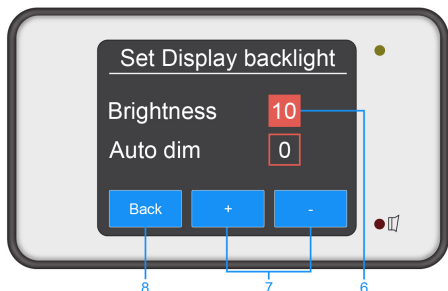 Set Display backlight
Brightness 10
Auto dim 0
Back + -
8 7 6